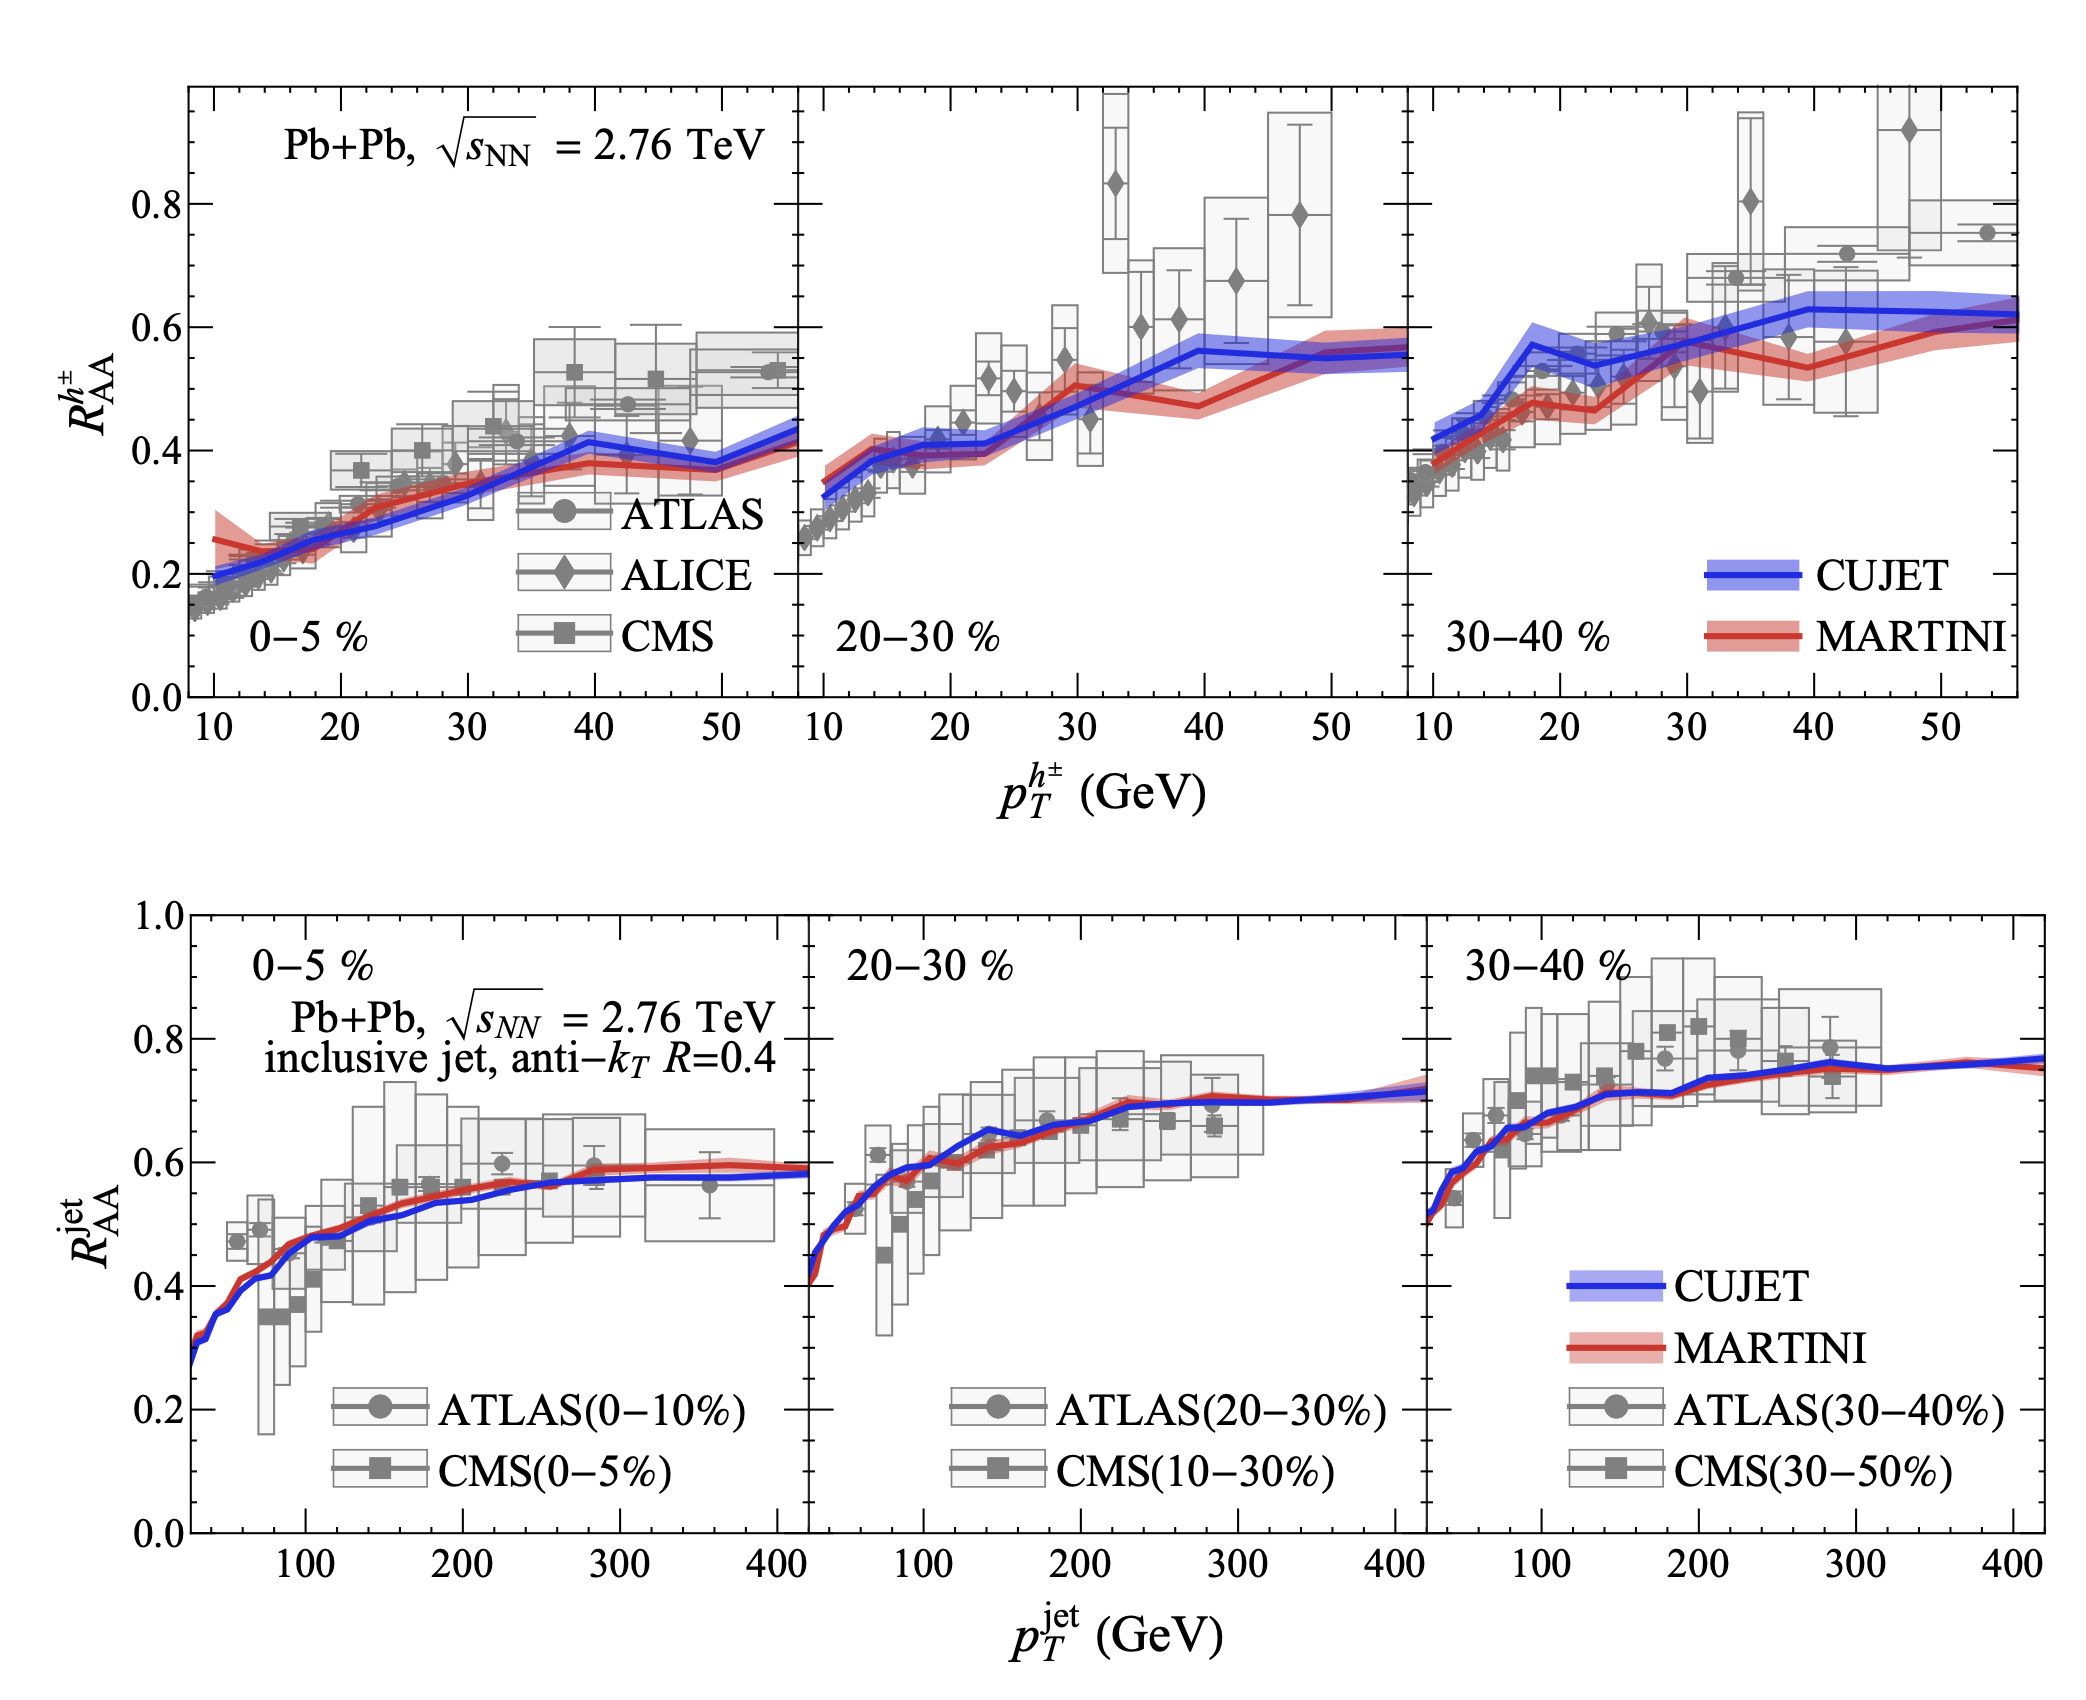 Pb+Pb, √sNN = 2.76 TeV
0.8
0.6
0.4
0.2
0.0
R_AA^h±
ATLAS
ALICE
CMS
0−5 %
20−30 %
30−40 %
CUJET
MARTINI
10 20 30 40 50 10 20 30 40 50 10 20 30 40 50
p_T^h± (GeV)
1.0
0.8
0.6
0.4
0.2
0.0
R_AA^jet
0−5 %
Pb+Pb, √sNN = 2.76 TeV
inclusive jet, anti−kT R=0.4
ATLAS(0−10%)
CMS(0−5%)
20−30 %
ATLAS(20−30%)
CMS(10−30%)
30−40 %
CUJET
MARTINI
ATLAS(30−40%)
CMS(30−50%)
100 200 300 400 100 200 300 400 100 200 300 400
p_T^jet (GeV)